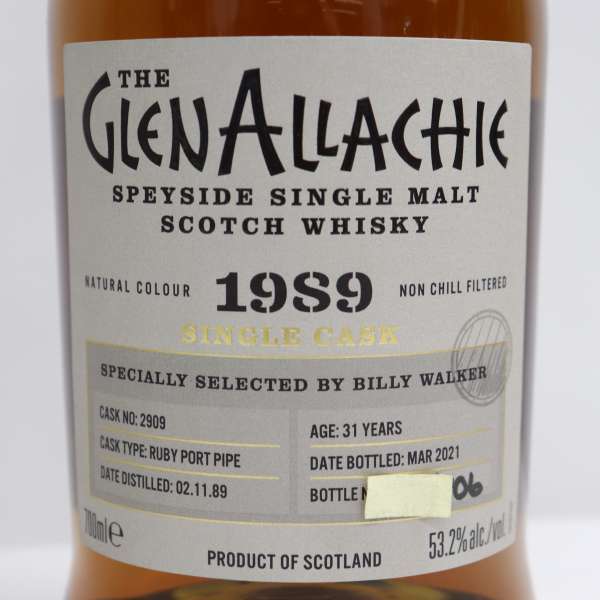 THE
GLENALLACHIE
SPEYSIDE SINGLE MALT
SCOTCH WHISKY
NATURAL COLOUR 1989 NON CHILL FILTERED
SINGLE CASK
SPECIALLY SELECTED BY BILLY WALKER
CASK NO: 2909
CASK TYPE: RUBY PORT PIPE
DATE DISTILLED: 02.11.89
AGE: 31 YEARS
DATE BOTTLED: MAR 2021
BOTTLE 06
700ml e
PRODUCT OF SCOTLAND
53.2% alc./vol.